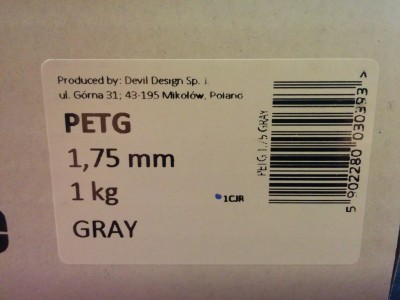 Produced by: Devil Design Sp. J.
ul. Górna 31; 43-195 Mikołów, Poland
PETG
1,75 mm
1 kg
GRAY
1CJR
PETG 1,75 GRAY
5 902280 030393 >